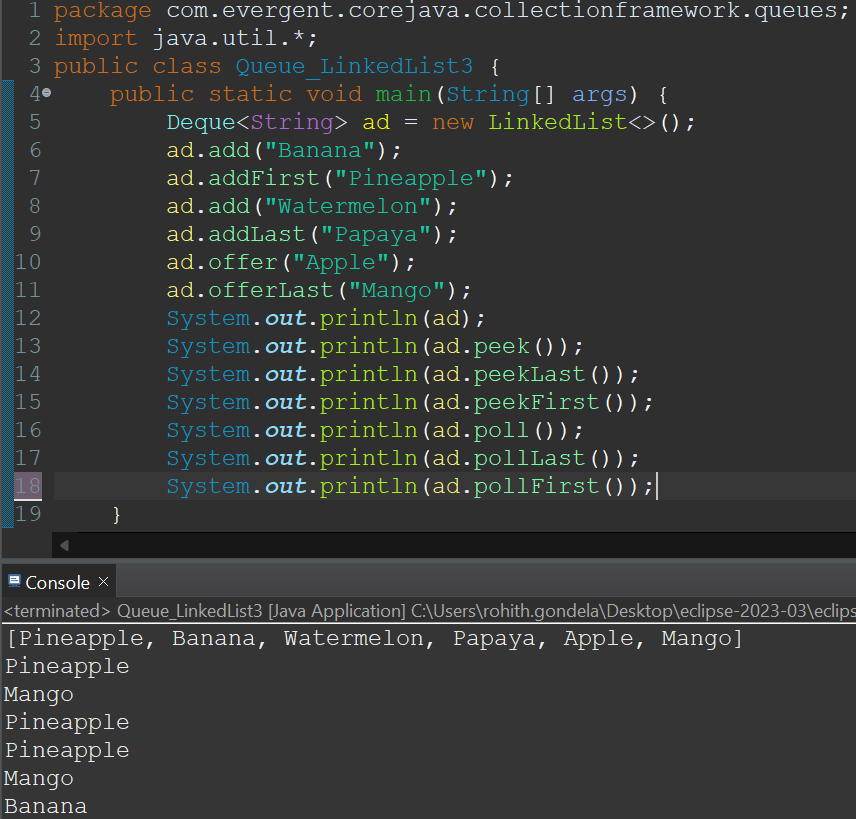 1 package com.evergent.corejava.collectionframework.queues;
2 import java.util.*;
3 public class Queue_LinkedList3 {
4     public static void main(String[] args) {
5         Deque<String> ad = new LinkedList<>();
6         ad.add("Banana");
7         ad.addFirst("Pineapple");
8         ad.add("Watermelon");
9         ad.addLast("Papaya");
10         ad.offer("Apple");
11         ad.offerLast("Mango");
12         System.out.println(ad);
13         System.out.println(ad.peek());
14         System.out.println(ad.peekLast());
15         System.out.println(ad.peekFirst());
16         System.out.println(ad.poll());
17         System.out.println(ad.pollLast());
18         System.out.println(ad.pollFirst());
19     }
Console
<terminated> Queue_LinkedList3 [Java Application] C:\Users\rohith.gondela\Desktop\eclipse-2023-03\eclips
[Pineapple, Banana, Watermelon, Papaya, Apple, Mango]
Pineapple
Mango
Pineapple
Pineapple
Mango
Banana